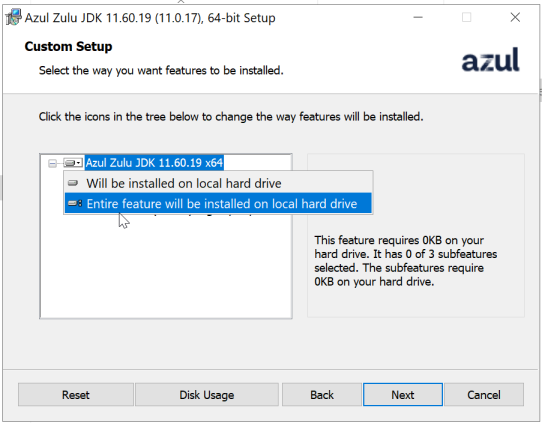 Azul Zulu JDK 11.60.19 (11.0.17), 64-bit Setup
Custom Setup
Select the way you want features to be installed.
azul
Click the icons in the tree below to change the way features will be installed.
Azul Zulu JDK 11.60.19 x64
Will be installed on local hard drive
Entire feature will be installed on local hard drive
This feature requires 0KB on your
hard drive. It has 0 of 3 subfeatures
selected. The subfeatures require
0KB on your hard drive.
Reset
Disk Usage
Back
Next
Cancel